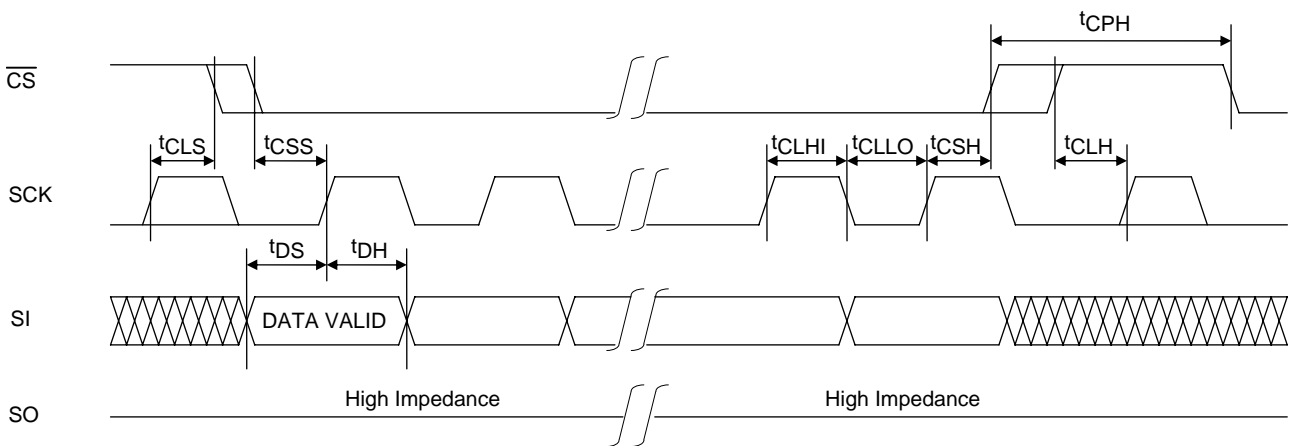 tCPH
CS
tCLS
tCSS
tCLHI
tCLLO
tCSH
tCLH
SCK
tDS
tDH
SI
DATA VALID
High Impedance
High Impedance
SO